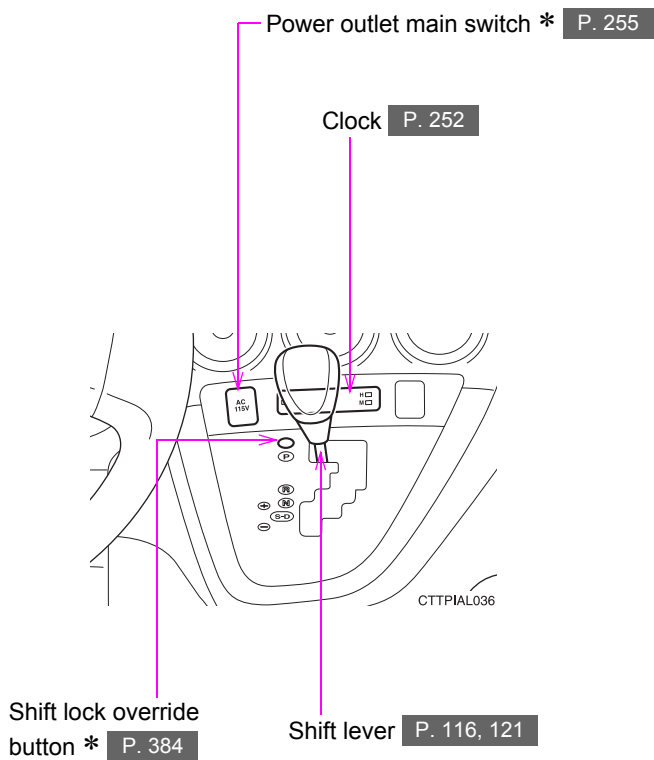 Power outlet main switch * P. 255
Clock P. 252
AC
115V
H
M
P
R
+ N
S-D
−
CTTPIAL036
Shift lock override
button * P. 384
Shift lever P. 116, 121